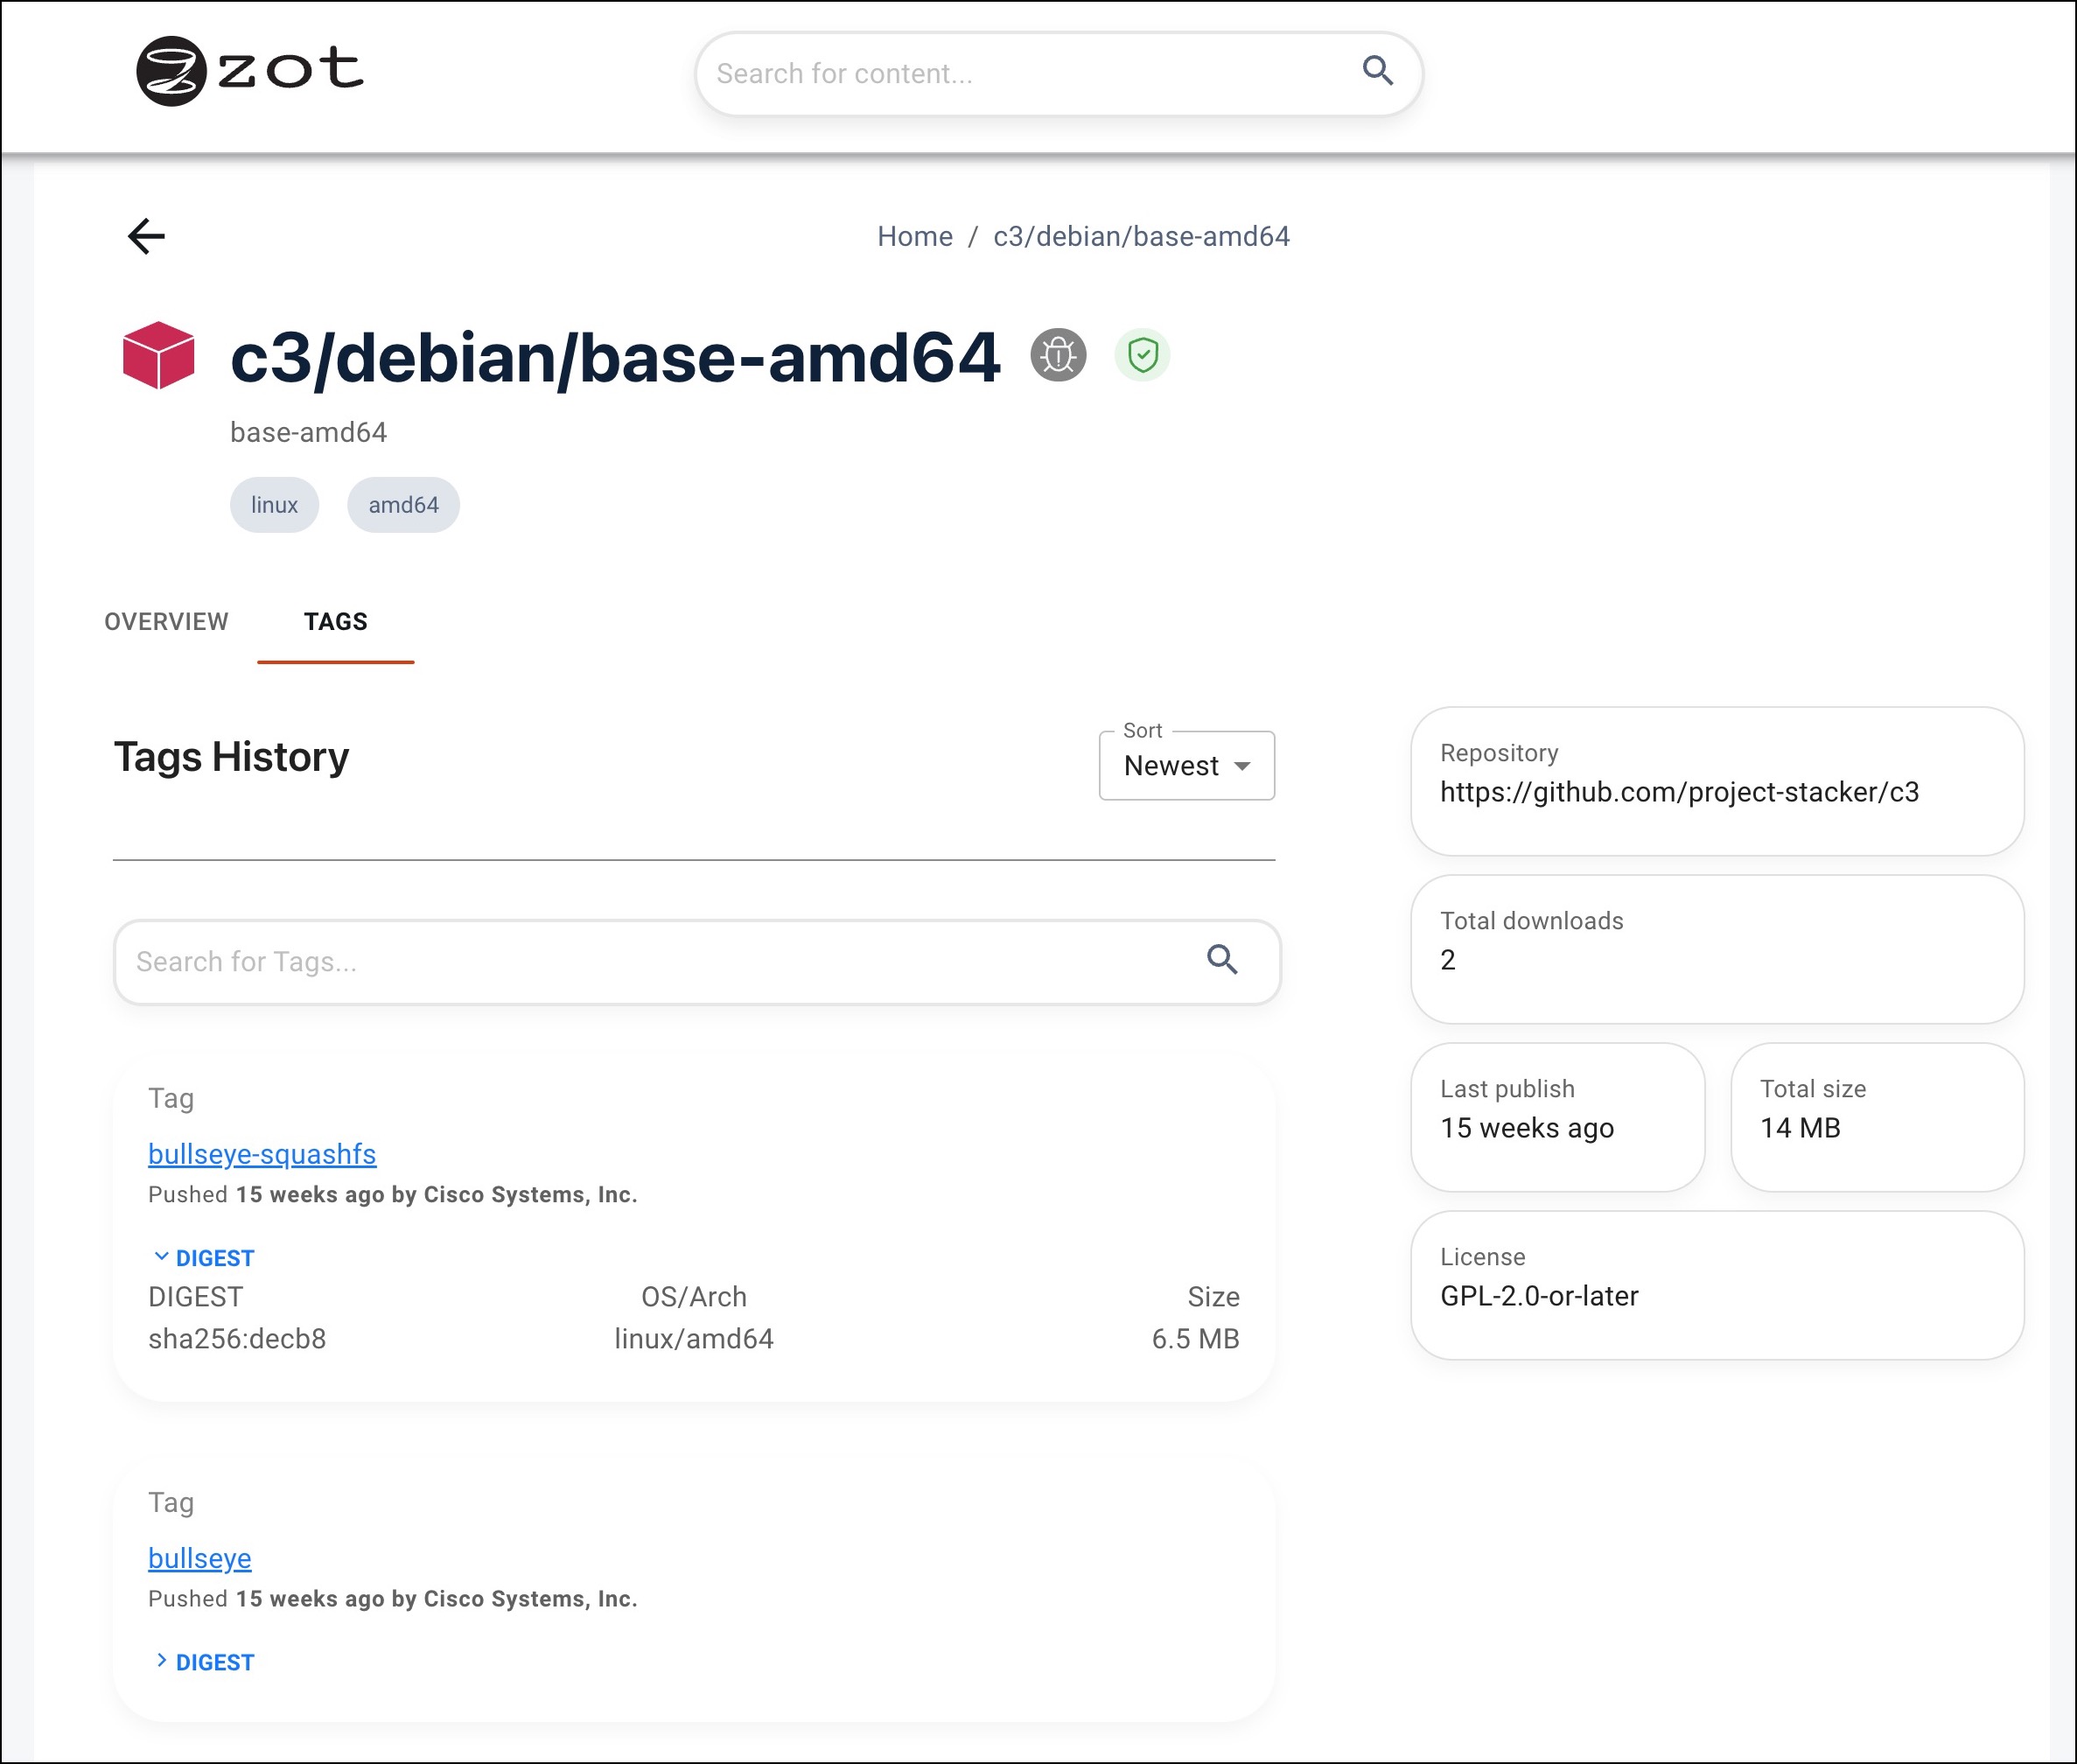 zot
Search for content...
Home / c3/debian/base-amd64
c3/debian/base-amd64
base-amd64
linux amd64
OVERVIEW TAGS
Tags History
Sort
Newest
Search for Tags...
Tag
bullseye-squashfs
Pushed 15 weeks ago by Cisco Systems, Inc.
DIGEST
DIGEST OS/Arch Size
sha256:decb8 linux/amd64 6.5 MB
Tag
bullseye
Pushed 15 weeks ago by Cisco Systems, Inc.
DIGEST
Repository
https://github.com/project-stacker/c3
Total downloads
2
Last publish
15 weeks ago
Total size
14 MB
License
GPL-2.0-or-later